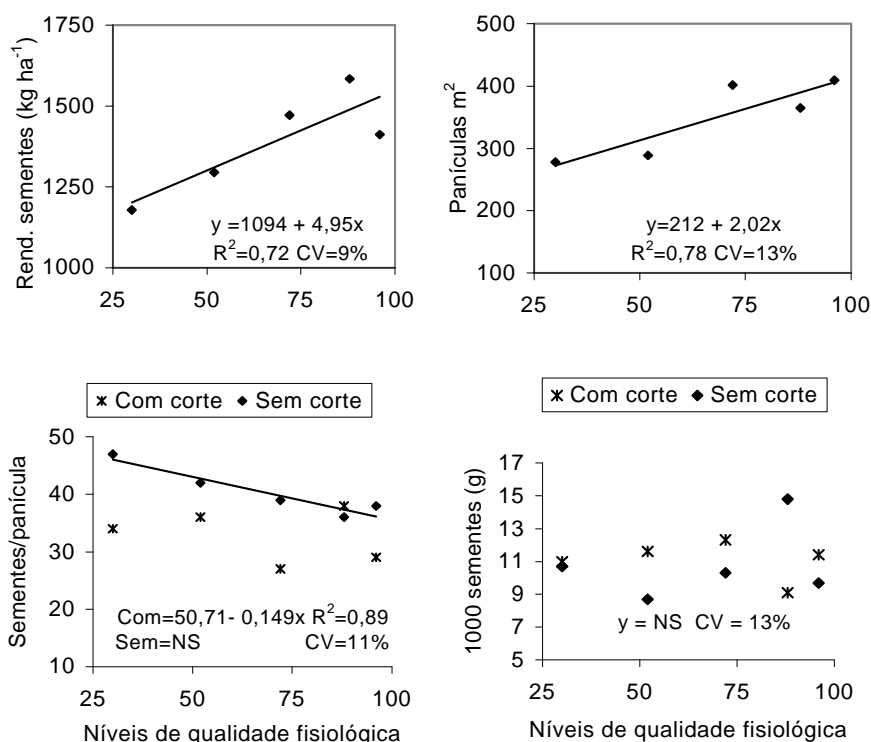 Rend. sementes (kg ha⁻¹)
1750
1500
1250
1000
y =1094 + 4,95x
R²=0,72 CV=9%
25
50
75
100
Panículas m²
500
400
300
200
100
y=212 + 2,02x
R²=0,78 CV=13%
25
50
75
100
Com corte
Sem corte
Sementes/panícula
50
40
30
20
10
Com=50,71- 0,149x R²=0,89
Sem=NS CV=11%
25
50
75
100
Níveis de qualidade fisiológica
Com corte
Sem corte
1000 sementes (g)
17
15
13
11
9
7
5
y = NS CV = 13%
25
50
75
100
Níveis de qualidade fisiológica